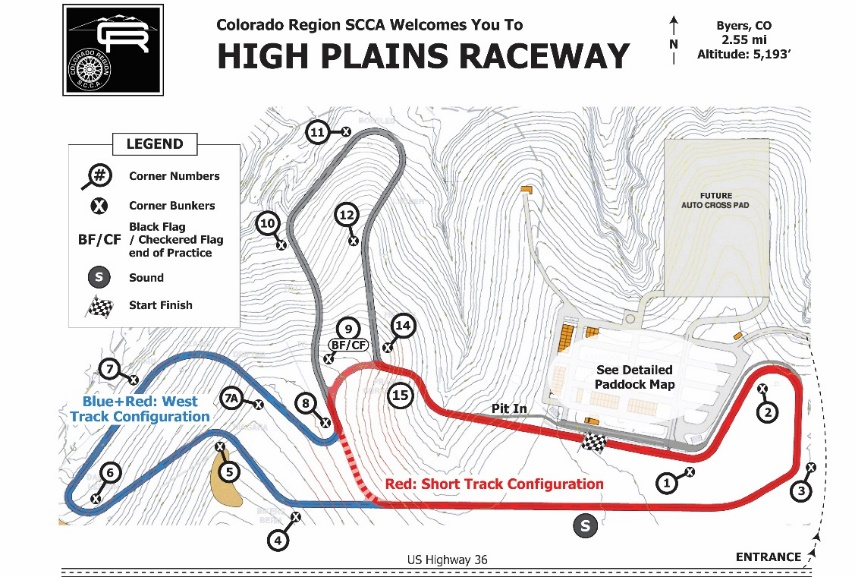 CR
COLORADO REGION
S.C.C.A.
Colorado Region SCCA Welcomes You To
HIGH PLAINS RACEWAY
N
Byers, CO
2.55 mi
Altitude: 5,193'
LEGEND
#
Corner Numbers
X
Corner Bunkers
BF/CF
Black Flag
/ Checkered Flag
end of Practice
S
Sound
Start Finish
11
10
12
9
BF/CF
14
FUTURE
AUTO CROSS PAD
7
Blue+Red: West
Track Configuration
7A
8
15
See Detailed
Paddock Map
Pit In
2
6
5
1
3
Red: Short Track Configuration
4
S
US Highway 36
ENTRANCE